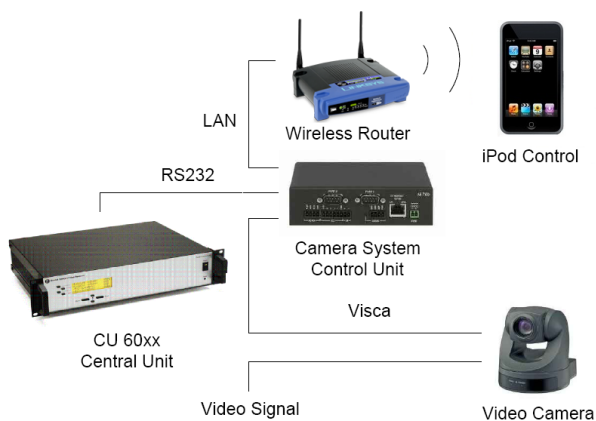 LAN
Wireless Router
iPod Control
RS232
Camera System
Control Unit
CU 60xx
Central Unit
Visca
Video Signal
Video Camera